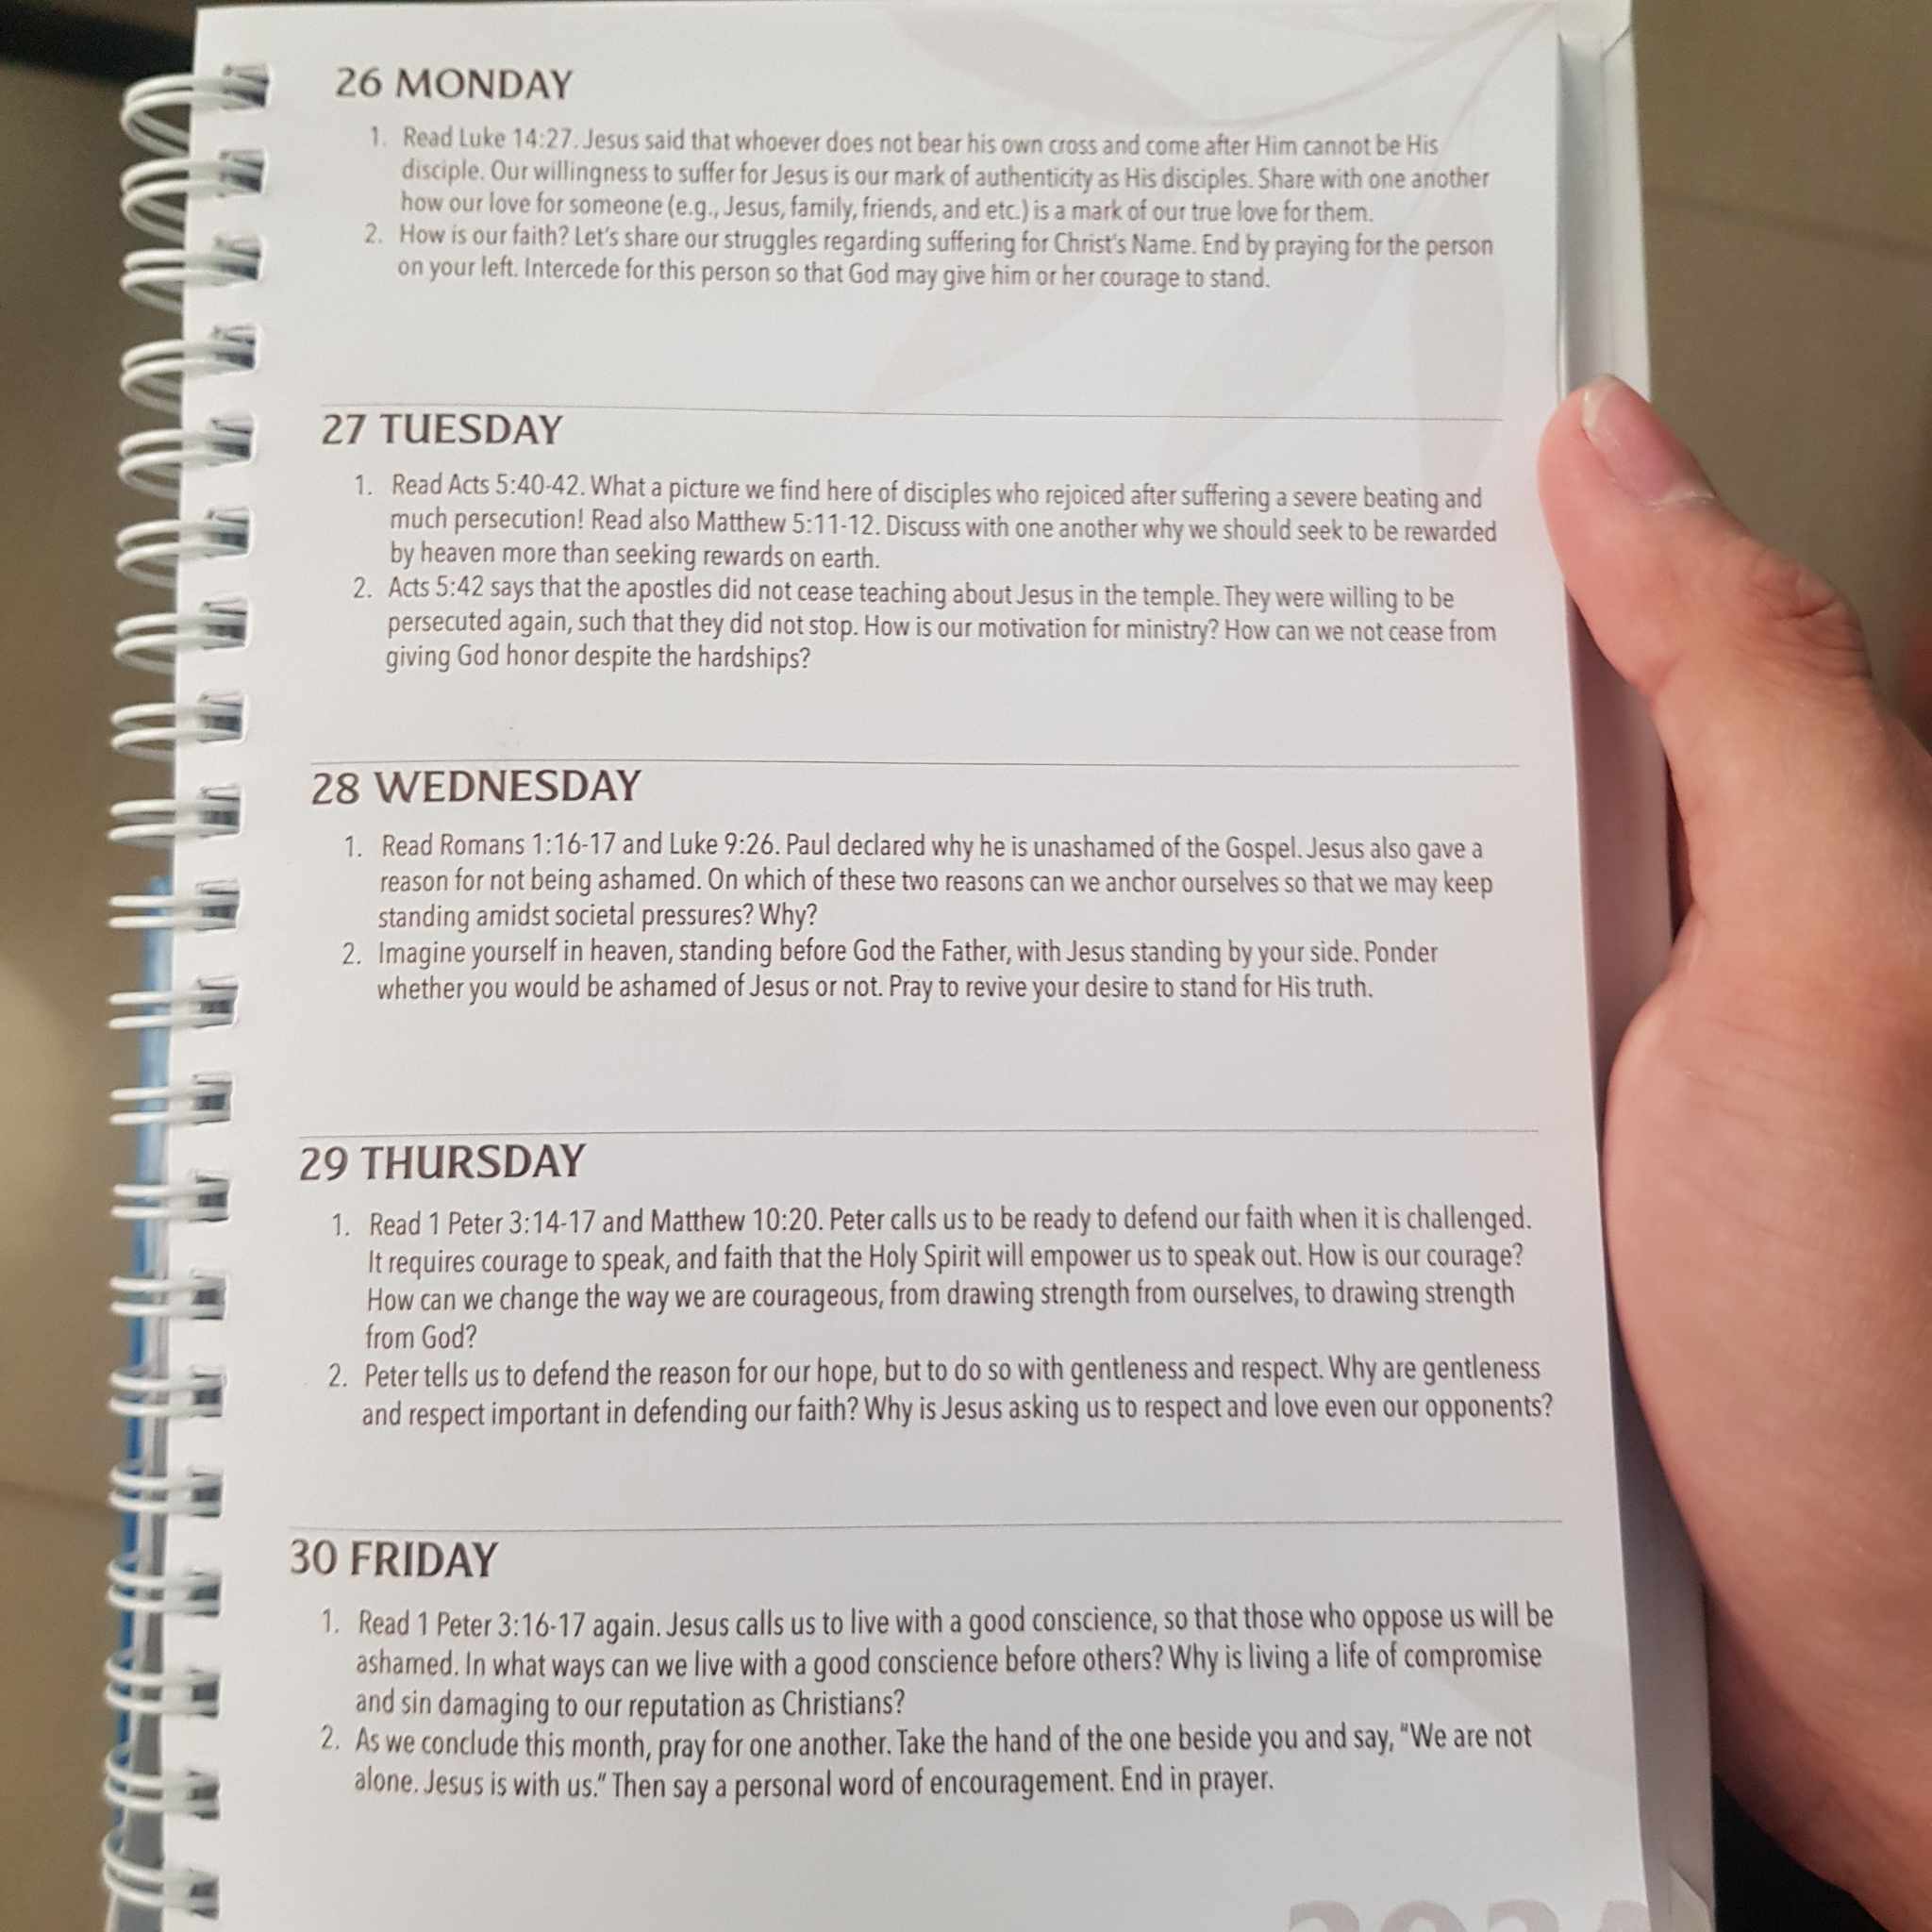 26 MONDAY
1. Read Luke 14:27. Jesus said that whoever does not bear his own cross and come after Him cannot be His
disciple. Our willingness to suffer for Jesus is our mark of authenticity as His disciples. Share with one another
how our love for someone (e.g., Jesus, family, friends, and etc.) is a mark of our true love for them.
2. How is our faith? Let's share our struggles regarding suffering for Christ's Name. End by praying for the person
on your left. Intercede for this person so that God may give him or her courage to stand.
27 TUESDAY
1. Read Acts 5:40-42. What a picture we find here of disciples who rejoiced after suffering a severe beating and
much persecution! Read also Matthew 5:11-12. Discuss with one another why we should seek to be rewarded
by heaven more than seeking rewards on earth.
2. Acts 5:42 says that the apostles did not cease teaching about Jesus in the temple. They were willing to be
persecuted again, such that they did not stop. How is our motivation for ministry? How can we not cease from
giving God honor despite the hardships?
28 WEDNESDAY
1. Read Romans 1:16-17 and Luke 9:26. Paul declared why he is unashamed of the Gospel. Jesus also gave a
reason for not being ashamed. On which of these two reasons can we anchor ourselves so that we may keep
standing amidst societal pressures? Why?
2. Imagine yourself in heaven, standing before God the Father, with Jesus standing by your side. Ponder
whether you would be ashamed of Jesus or not. Pray to revive your desire to stand for His truth.
29 THURSDAY
1. Read 1 Peter 3:14-17 and Matthew 10:20. Peter calls us to be ready to defend our faith when it is challenged.
It requires courage to speak, and faith that the Holy Spirit will empower us to speak out. How is our courage?
How can we change the way we are courageous, from drawing strength from ourselves, to drawing strength
from God?
2. Peter tells us to defend the reason for our hope, but to do so with gentleness and respect. Why are gentleness
and respect important in defending our faith? Why is Jesus asking us to respect and love even our opponents?
30 FRIDAY
1. Read 1 Peter 3:16-17 again. Jesus calls us to live with a good conscience, so that those who oppose us will be
ashamed. In what ways can we live with a good conscience before others? Why is living a life of compromise
and sin damaging to our reputation as Christians?
2. As we conclude this month, pray for one another. Take the hand of the one beside you and say, "We are not
alone. Jesus is with us." Then say a personal word of encouragement. End in prayer.